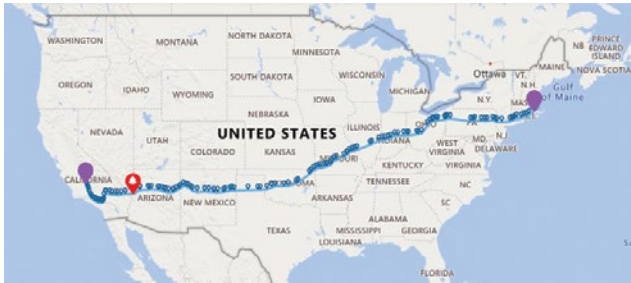 WASHINGTON
MONTANA
NORTH DAKOTA
MINNESOTA
NB
PRINCE
EDWARD
ISLAND
NOVA SCOTIA
MAINE
Ottawa
VT.
N.H.
Gulf
of Maine
OREGON
IDAHO
WYOMING
SOUTH DAKOTA
WISCONSIN
MICHIGAN
N.Y.
MASS
NEBRASKA
IOWA
NEVADA
UTAH
COLORADO
UNITED STATES
KANSAS
ILLINOIS
INDIANA
OHIO
PA
N.J.
MD.
DELAWARE
WEST
VIRGINIA
VIRGINIA
KENTUCKY
CALIFORNIA
ARIZONA
NEW MEXICO
OMA
ARKANSAS
TENNESSEE
NC
SC
TEXAS
MISSISSIPPI
ALABAMA
GEORGIA
LOUISIANA
FLORIDA